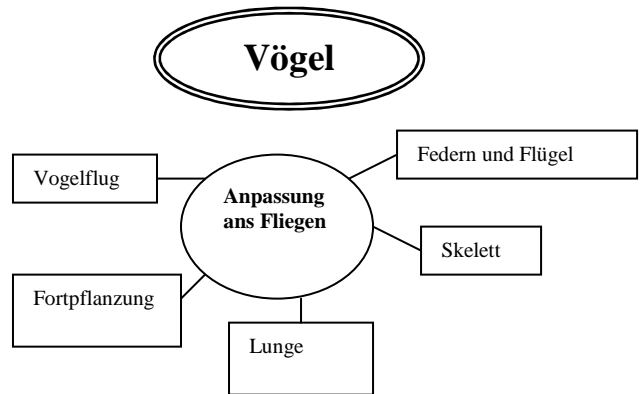 Vögel
Federn und Flügel
Vogelflug
Anpassung
ans Fliegen
Skelett
Fortpflanzung
Lunge